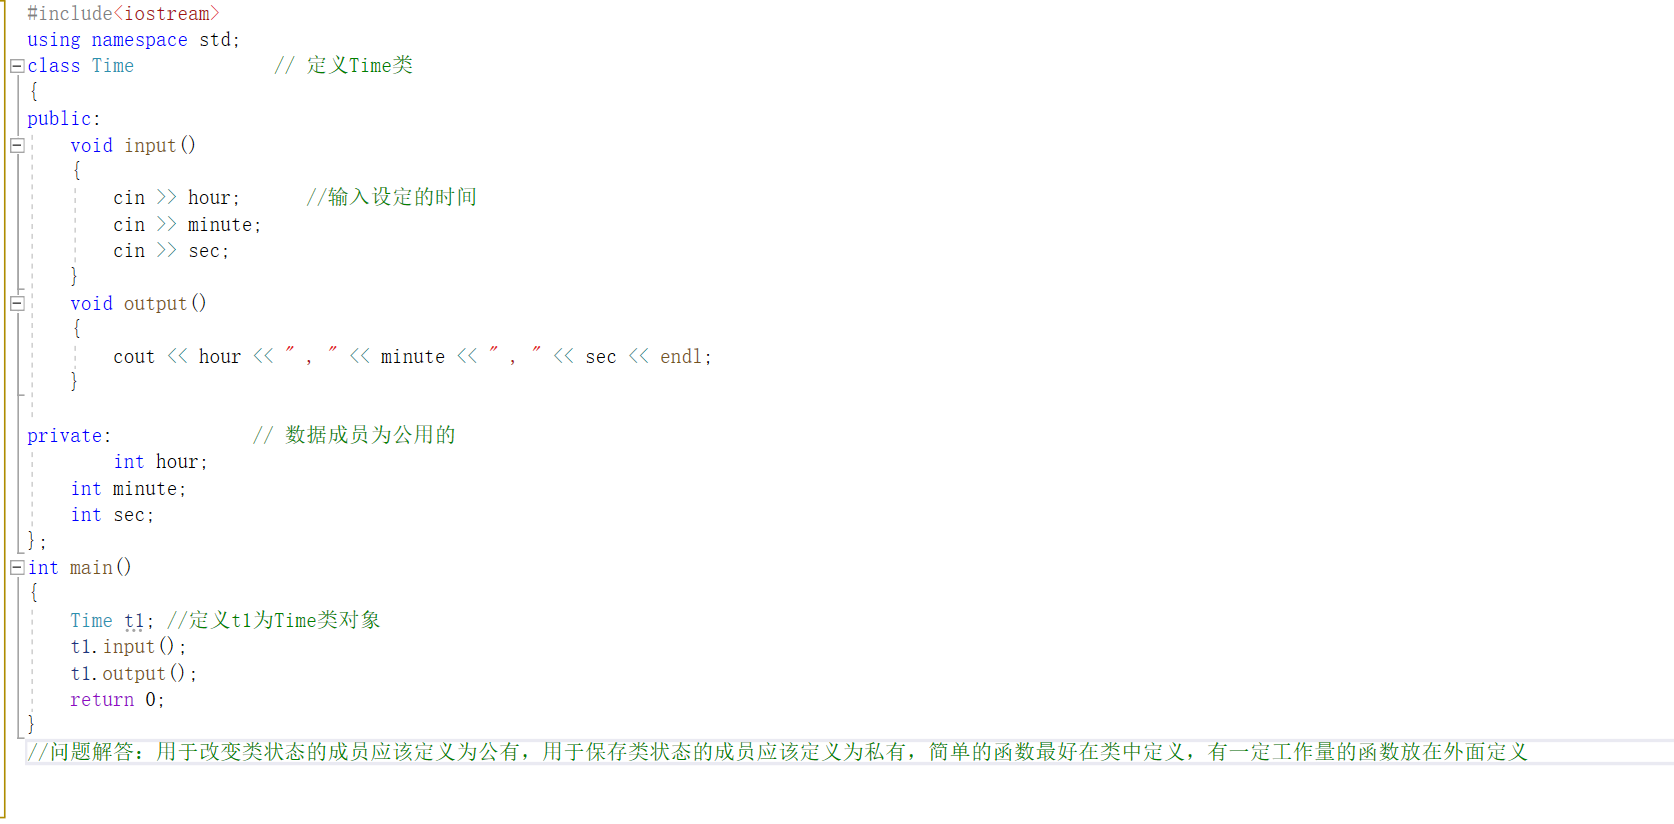 #include<iostream>
using namespace std;
class Time // 定义Time类
{
public:
void input()
{
cin >> hour; //输入设定的时间
cin >> minute;
cin >> sec;
}
void output()
{
cout << hour << " , " << minute << " , " << sec << endl;
}
private: // 数据成员为公用的
int hour;
int minute;
int sec;
};
int main()
{
Time t1; //定义t1为Time类对象
t1.input();
t1.output();
return 0;
}
//问题解答：用于改变类状态的成员应该定义为公有，用于保存类状态的成员应该定义为私有，简单的函数最好在类中定义，有一定工作量的函数放在外面定义